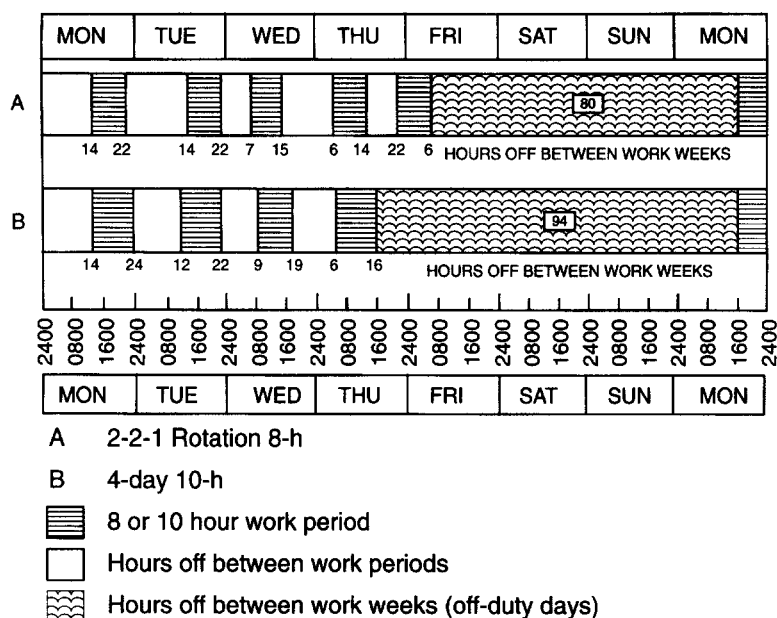 MON TUE WED THU FRI SAT SUN MON
A
80
14 22 14 22 7 15 6 14 22 6 HOURS OFF BETWEEN WORK WEEKS
B
94
14 24 12 22 9 19 6 16 HOURS OFF BETWEEN WORK WEEKS
2400 0800 1600 2400 0800 1600 2400 0800 1600 2400 0800 1600 2400 0800 1600 2400 0800 1600 2400 0800 1600 2400 0800 1600 2400
MON TUE WED THU FRI SAT SUN MON
A 2-2-1 Rotation 8-h
B 4-day 10-h
8 or 10 hour work period
Hours off between work periods
Hours off between work weeks (off-duty days)